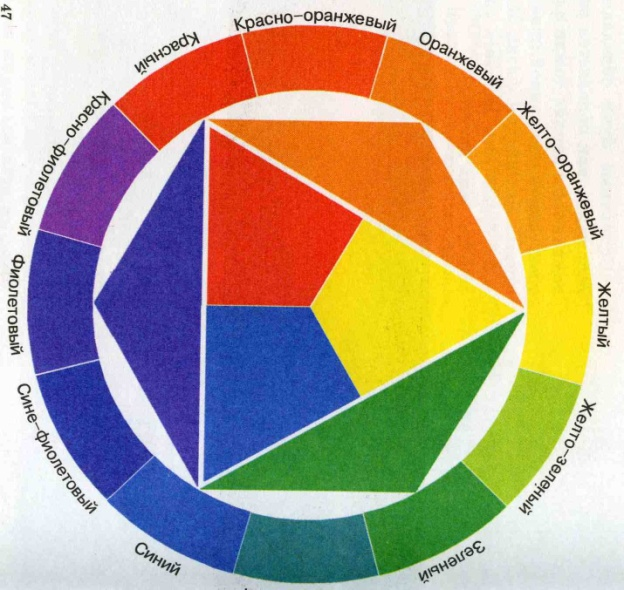 47
Красно-оранжевый
Оранжевый
Желто-оранжевый
Желтый
Желто-зеленый
Зеленый
Синий
Сине-фиолетовый
Фиолетовый
Красно-фиолетовый
Красный